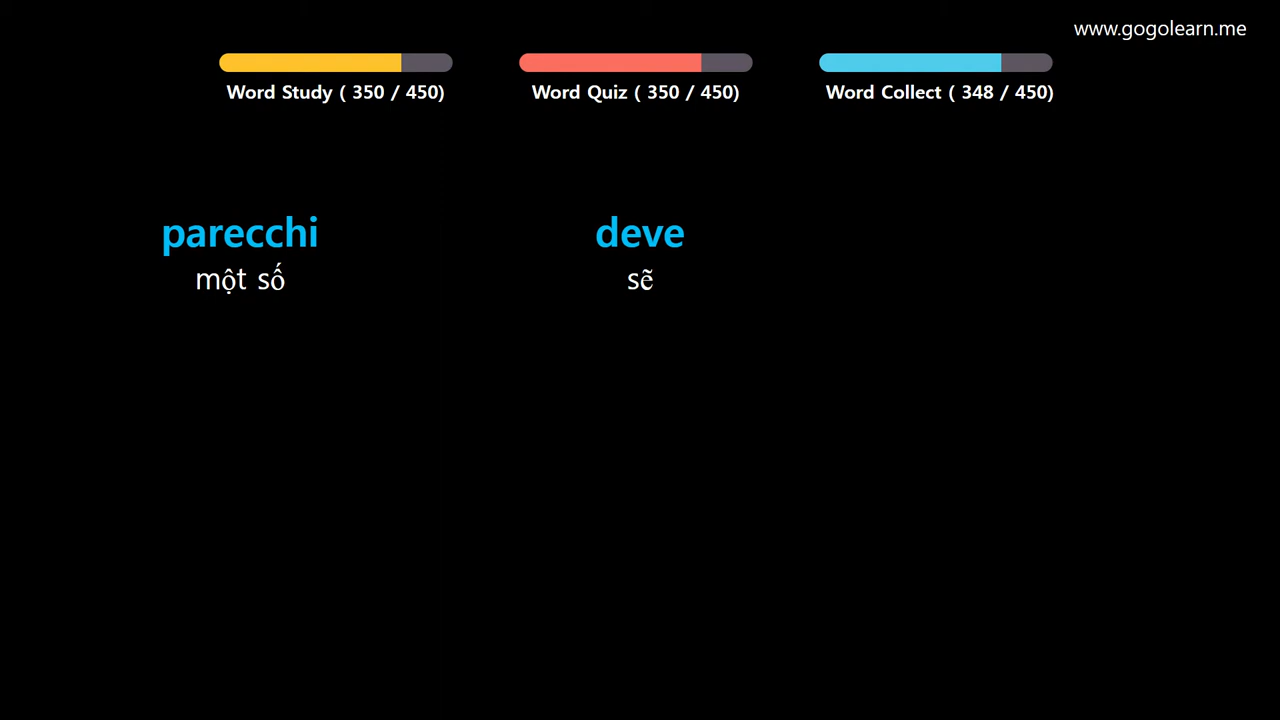 www.gogolearn.me
Word Study ( 350 / 450)
Word Quiz ( 350 / 450)
Word Collect ( 348 / 450)
parecchi
một số
deve
sẽ